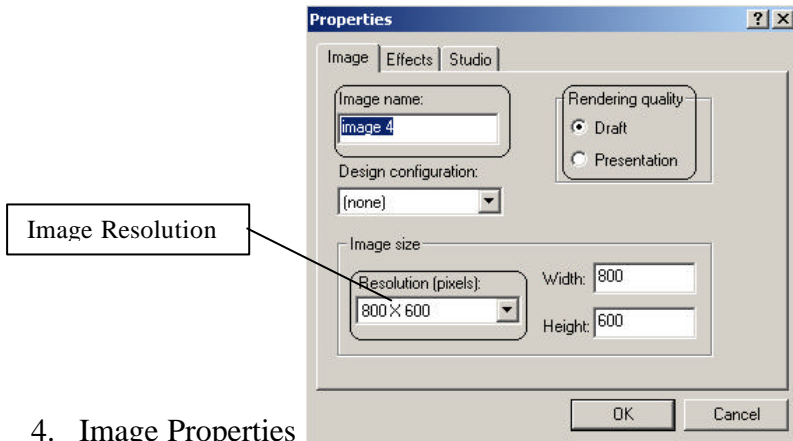 Properties
? X
Image Effects Studio
Image name:
image 4
Rendering quality
Draft
Presentation
Design configuration:
(none)
Image Resolution
Image size
Resolution (pixels):
800 X 600
Width: 800
Height: 600
OK Cancel
4. Image Properties